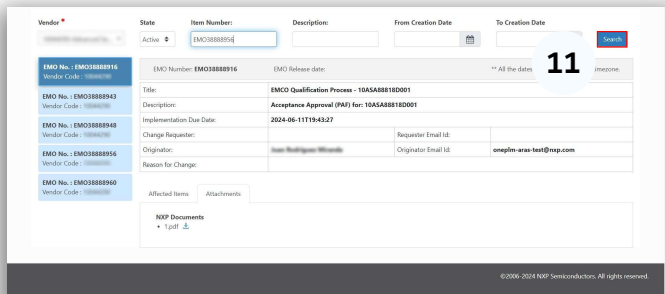 Vendor *
State
Item Number:
Description:
From Creation Date
To Creation Date
Active
EMO38888956
Search
11
EMO No. : EMO38888916
Vendor Code :
EMO No. : EMO38888943
Vendor Code :
EMO No. : EMO38888948
Vendor Code :
EMO No. : EMO38888956
Vendor Code :
EMO No. : EMO38888960
Vendor Code :
EMO Number: EMO38888916
EMO Release date:
** All the dates
mezone.
Title:
EMCO Qualification Process - 10ASA88818D001
Description:
Acceptance Approval (PAF) for: 10ASA88818D001
Implementation Due Date:
2024-06-11T19:43:27
Change Requester:
Requester Email Id:
Originator:
Originator Email Id:
oneplm-aras-test@nxp.com
Reason for Change:
Affected Items
Attachments
NXP Documents
• 1.pdf
©2006-2024 NXP Semiconductors. All rights reserved.